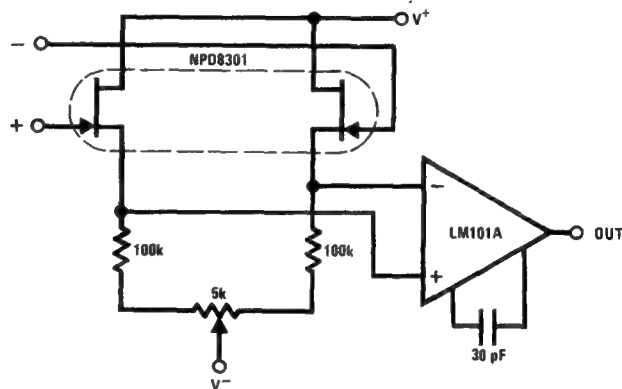 V+
−
NPD8301
+
−
LM101A
OUT
100k
100k
+
5k
30 pF
V−